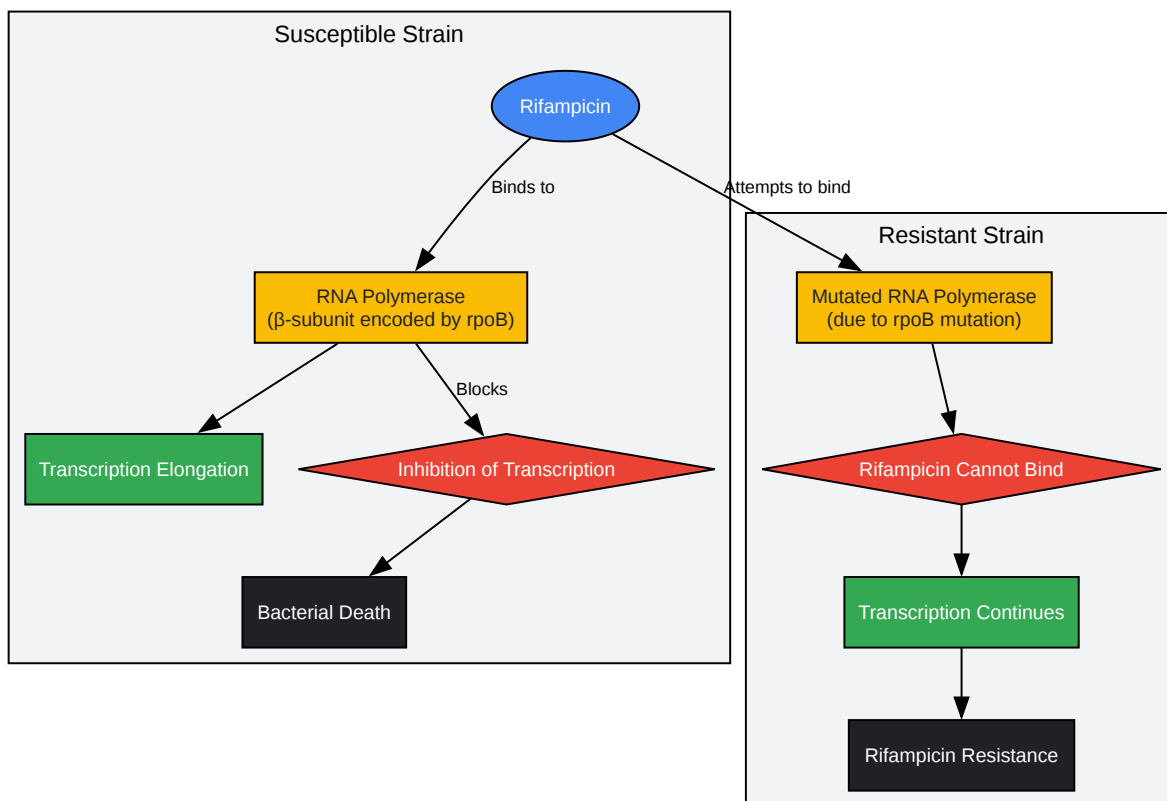 Susceptible Strain
Rifampicin
Binds to
Attempts to bind
Resistant Strain
RNA Polymerase
(β-subunit encoded by rpoB)
Mutated RNA Polymerase
(due to rpoB mutation)
Blocks
Transcription Elongation
Inhibition of Transcription
Rifampicin Cannot Bind
Bacterial Death
Transcription Continues
Rifampicin Resistance